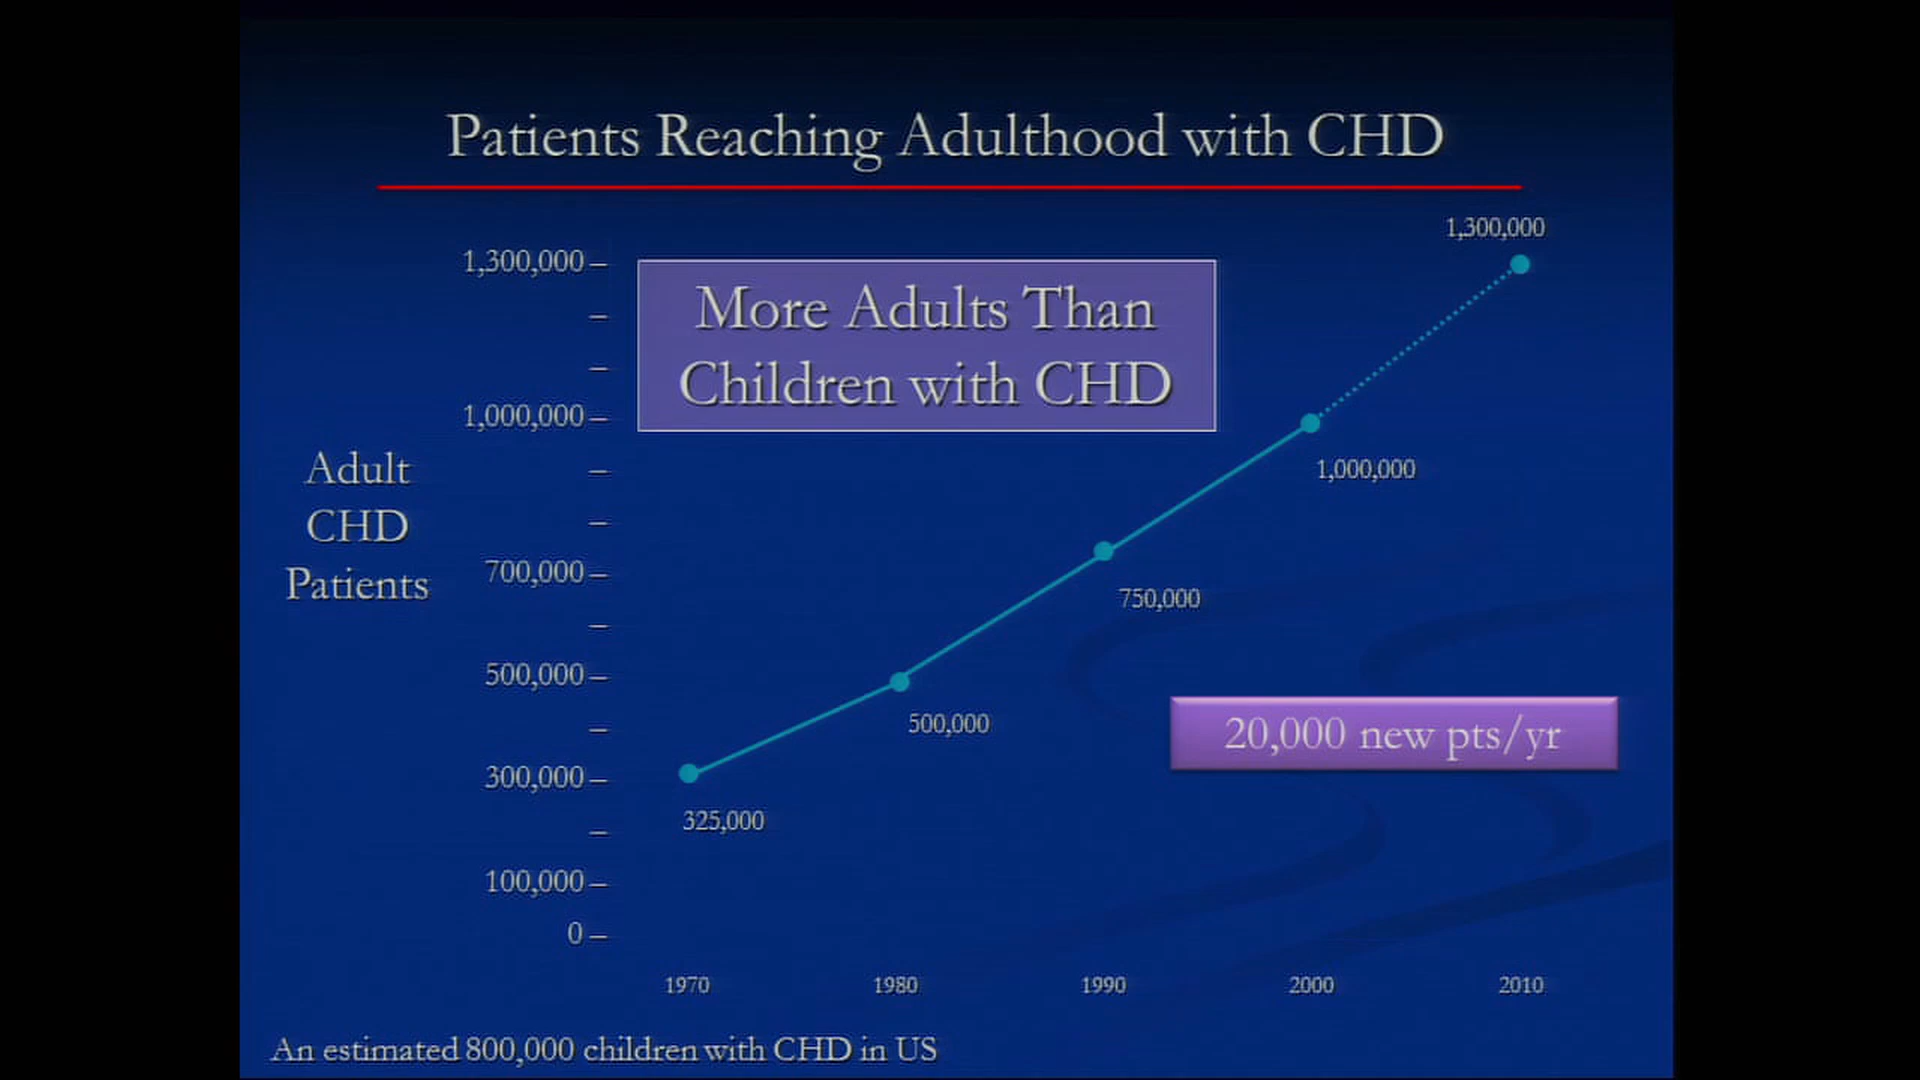 Patients Reaching Adulthood with CHD
1,300,000
1,300,000
More Adults Than
Children with CHD
1,000,000
1,000,000
Adult
CHD
Patients
700,000
750,000
500,000
500,000
20,000 new pts/yr
300,000
325,000
100,000
0
1970 1980 1990 2000 2010
An estimated 800,000 children with CHD in US